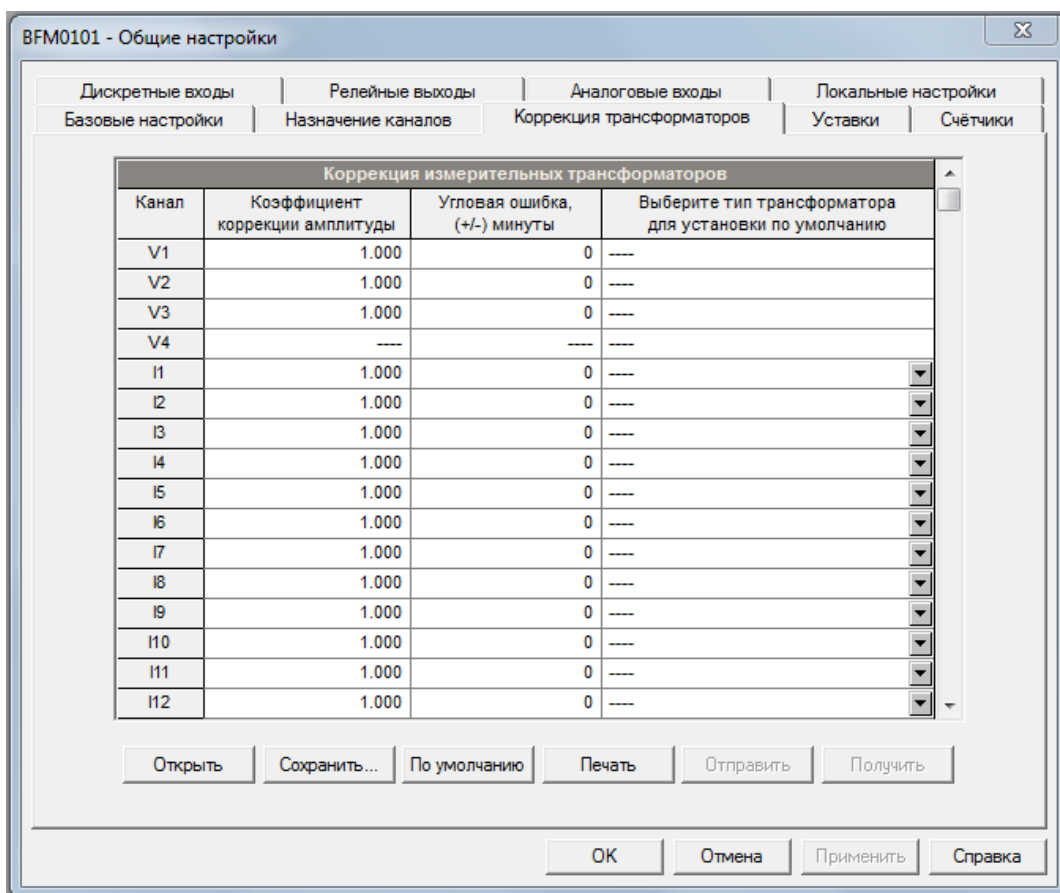 BFM0101 - Общие настройки
Дискретные входы Релейные выходы Аналоговые входы Локальные настройки
Базовые настройки Назначение каналов Коррекция трансформаторов Уставки Счётчики
Коррекция измерительных трансформаторов
Канал Коэффициент коррекции амплитуды Угловая ошибка, (+/-) минуты Выберите тип трансформатора для установки по умолчанию
V1 1.000 0 ----
V2 1.000 0 ----
V3 1.000 0 ----
V4 ---- ---- ----
I1 1.000 0 ----
I2 1.000 0 ----
I3 1.000 0 ----
I4 1.000 0 ----
I5 1.000 0 ----
I6 1.000 0 ----
I7 1.000 0 ----
I8 1.000 0 ----
I9 1.000 0 ----
I10 1.000 0 ----
I11 1.000 0 ----
I12 1.000 0 ----
Открыть Сохранить... По умолчанию Печать Отправить Получить
OK Отмена Применить Справка